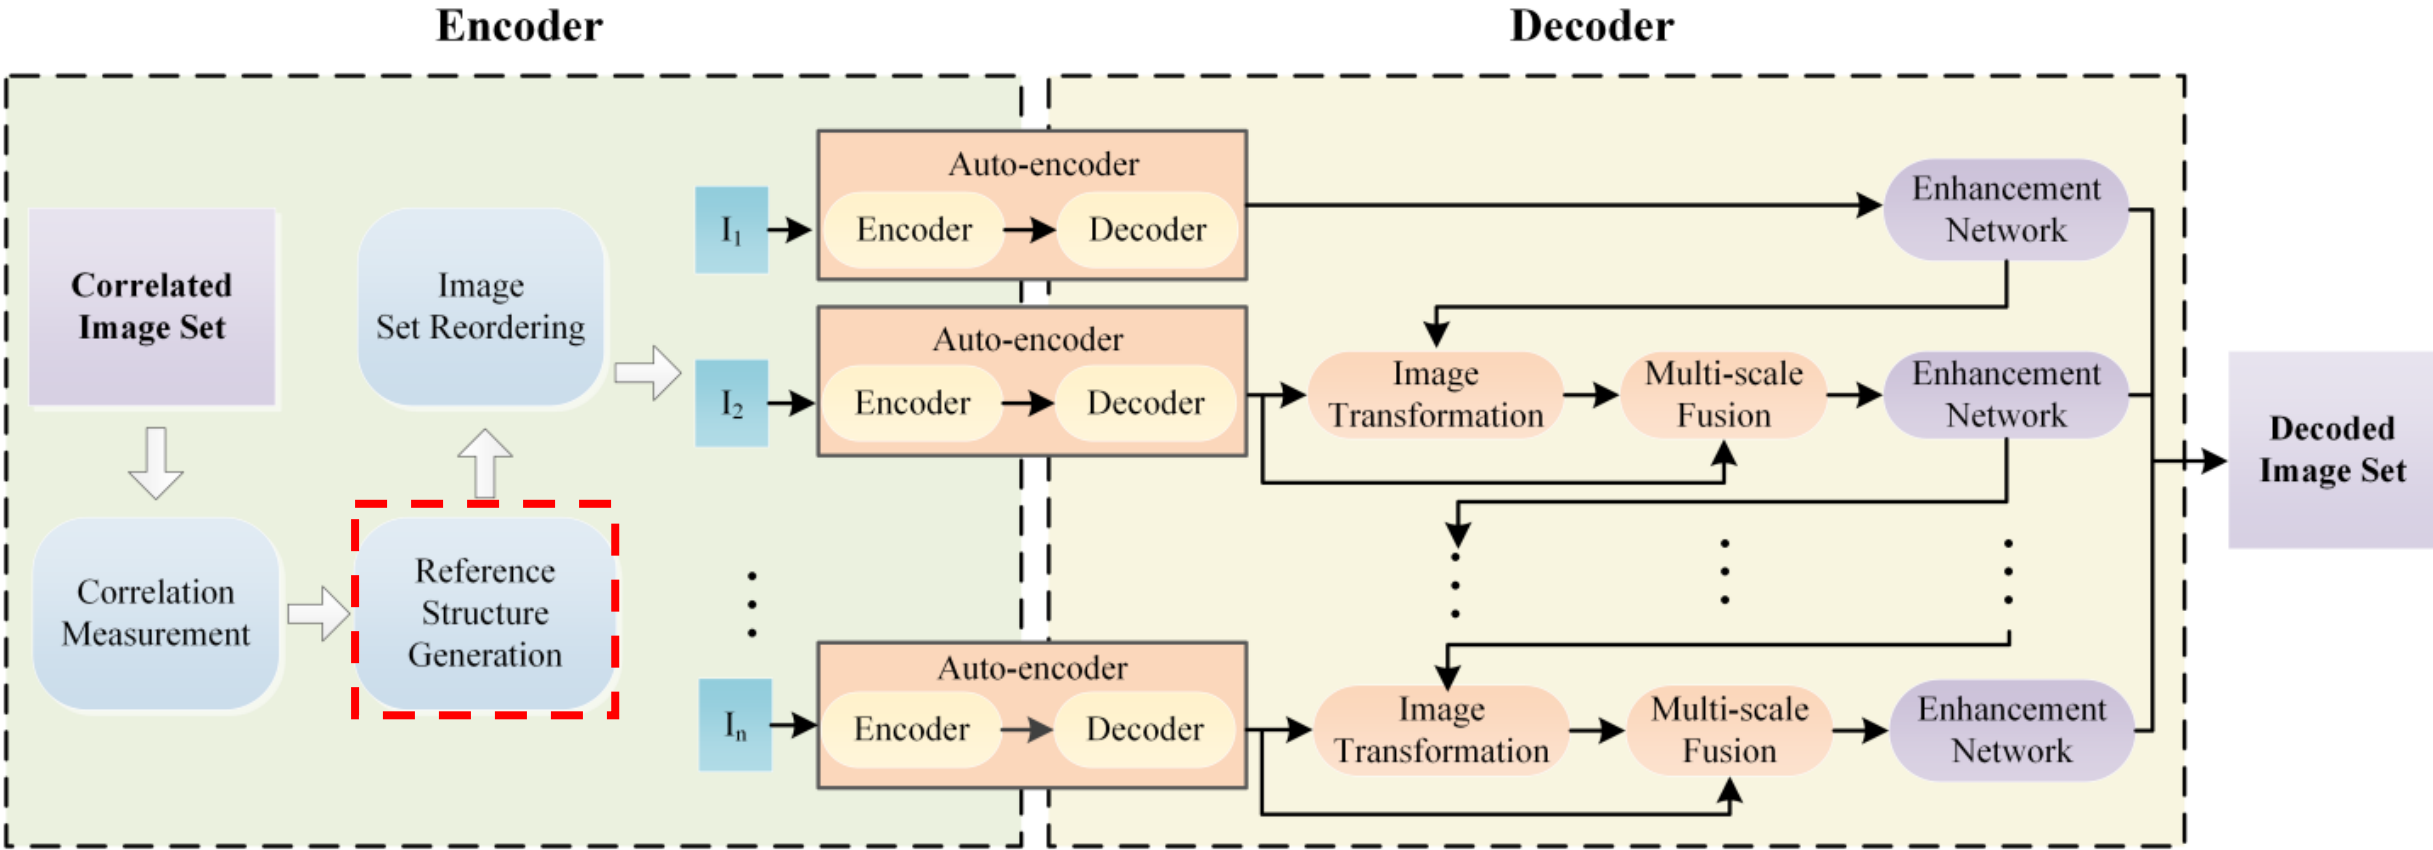 Encoder
Decoder
Correlated
Image Set
Image
Set Reordering
Correlation
Measurement
Reference
Structure
Generation
I₁
Auto-encoder
Encoder
Decoder
Enhancement
Network
I₂
Auto-encoder
Encoder
Decoder
Image
Transformation
Multi-scale
Fusion
Enhancement
Network
Iₙ
Auto-encoder
Encoder
Decoder
Image
Transformation
Multi-scale
Fusion
Enhancement
Network
Decoded
Image Set